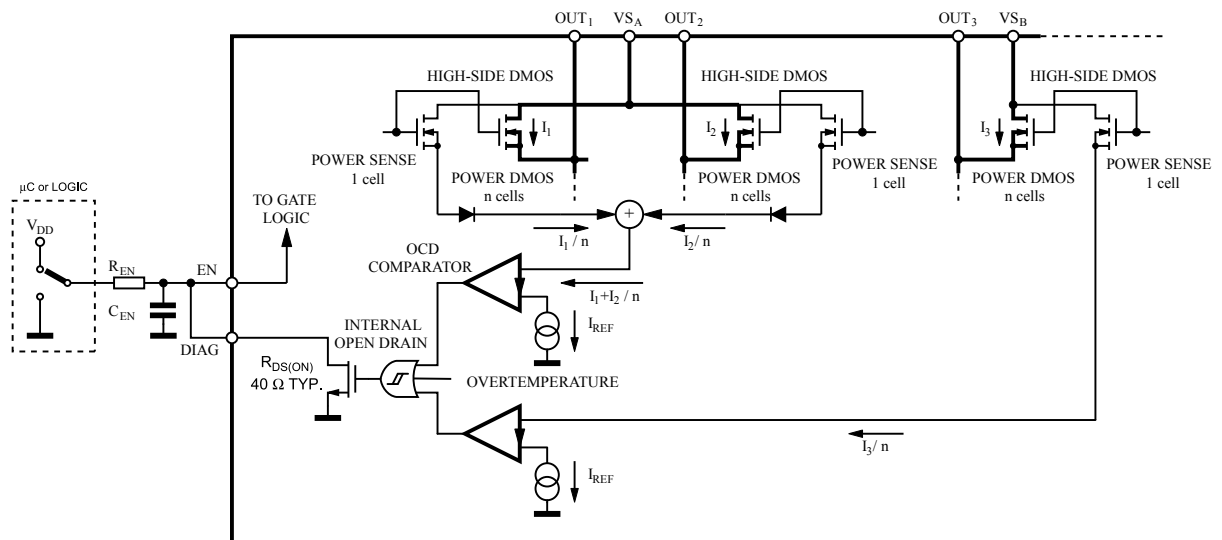 OUT1 VSA OUT2 OUT3 VSB
HIGH-SIDE DMOS
HIGH-SIDE DMOS
HIGH-SIDE DMOS
I1
I2
I3
POWER SENSE
1 cell
POWER DMOS
n cells
POWER DMOS
n cells
POWER SENSE
1 cell
POWER DMOS
n cells
POWER SENSE
1 cell
μC or LOGIC
VDD
TO GATE
LOGIC
+
I1 / n
I2 / n
OCD
COMPARATOR
REN
EN
CEN
DIAG
I1+I2 / n
IREF
INTERNAL
OPEN DRAIN
RDS(ON)
40 Ω TYP.
OVERTEMPERATURE
I3/ n
IREF